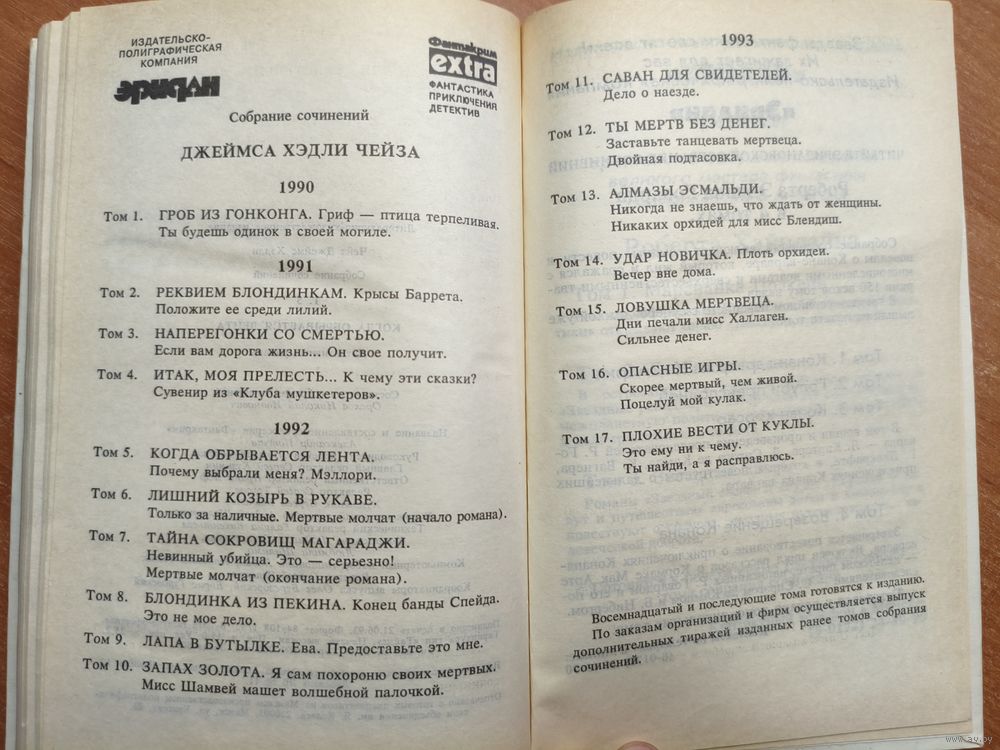 ИЗДАТЕЛЬСКО-
ПОЛИГРАФИЧЕСКАЯ
КОМПАНИЯ
эридан
Фантакрим
extra
ФАНТАСТИКА
ПРИКЛЮЧЕНИЯ
ДЕТЕКТИВ
Собрание сочинений
ДЖЕЙМСА ХЭДЛИ ЧЕЙЗА
1990
Том 1. ГРОБ ИЗ ГОНКОНГА. Гриф — птица терпеливая.
Ты будешь одинок в своей могиле.
1991
Том 2. РЕКВИЕМ БЛОНДИНКАМ. Крысы Баррета.
Положите ее среди лилий.
Том 3. НАПЕРЕГОНКИ СО СМЕРТЬЮ.
Если вам дорога жизнь... Он свое получит.
Том 4. ИТАК, МОЯ ПРЕЛЕСТЬ... К чему эти сказки?
Сувенир из «Клуба мушкетеров».
1992
Том 5. КОГДА ОБРЫВАЕТСЯ ЛЕНТА.
Почему выбрали меня? Мэллори.
Том 6. ЛИШНИЙ КОЗЫРЬ В РУКАВЕ.
Только за наличные. Мертвые молчат (начало романа).
Том 7. ТАЙНА СОКРОВИЩ МАГАРАДЖИ.
Невинный убийца. Это — серьезно!
Мертвые молчат (окончание романа).
Том 8. БЛОНДИНКА ИЗ ПЕКИНА. Конец банды Спейда.
Это не мое дело.
Том 9. ЛАПА В БУТЫЛКЕ. Ева. Предоставьте это мне.
Том 10. ЗАПАХ ЗОЛОТА. Я сам похороню своих мертвых.
Мисс Шамвей машет волшебной палочкой.
1993
Том 11. САВАН ДЛЯ СВИДЕТЕЛЕЙ.
Дело о наезде.
Том 12. ТЫ МЕРТВ БЕЗ ДЕНЕГ.
Заставьте танцевать мертвеца.
Двойная подтасовка.
Том 13. АЛМАЗЫ ЭСМАЛЬДИ.
Никогда не знаешь, что ждать от женщины.
Никаких орхидей для мисс Блендиш.
Том 14. УДАР НОВИЧКА. Плоть орхидеи.
Вечер вне дома.
Том 15. ЛОВУШКА МЕРТВЕЦА.
Дни печали мисс Халлаген.
Сильнее денег.
Том 16. ОПАСНЫЕ ИГРЫ.
Скорее мертвый, чем живой.
Поцелуй мой кулак.
Том 17. ПЛОХИЕ ВЕСТИ ОТ КУКЛЫ.
Это ему ни к чему.
Ты найди, а я расправлюсь.
Восемнадцатый и последующие тома готовятся к изданию.
По заказам организаций и фирм осуществляется выпуск
дополнительных тиражей изданных ранее томов собрания
сочинений.
www.ay.by